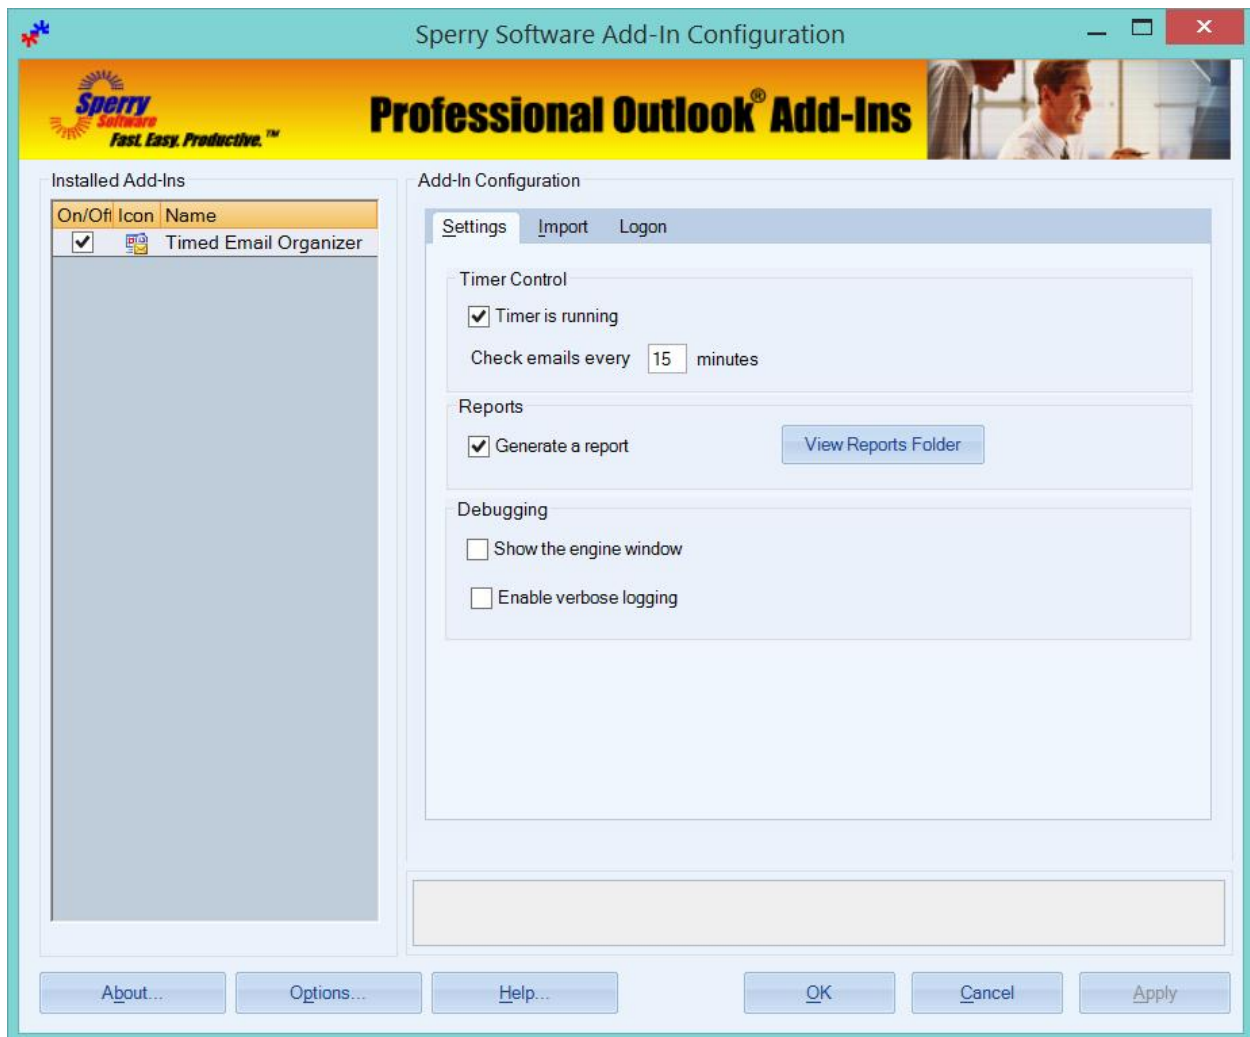 Sperry Software Add-In Configuration
Sperry
Software
Fast. Easy. Productive.™
Professional Outlook® Add-Ins
Installed Add-Ins
On/Off Icon Name
Timed Email Organizer
Add-In Configuration
Settings Import Logon
Timer Control
Timer is running
Check emails every 15 minutes
Reports
Generate a report View Reports Folder
Debugging
Show the engine window
Enable verbose logging
About... Options... Help... OK Cancel Apply